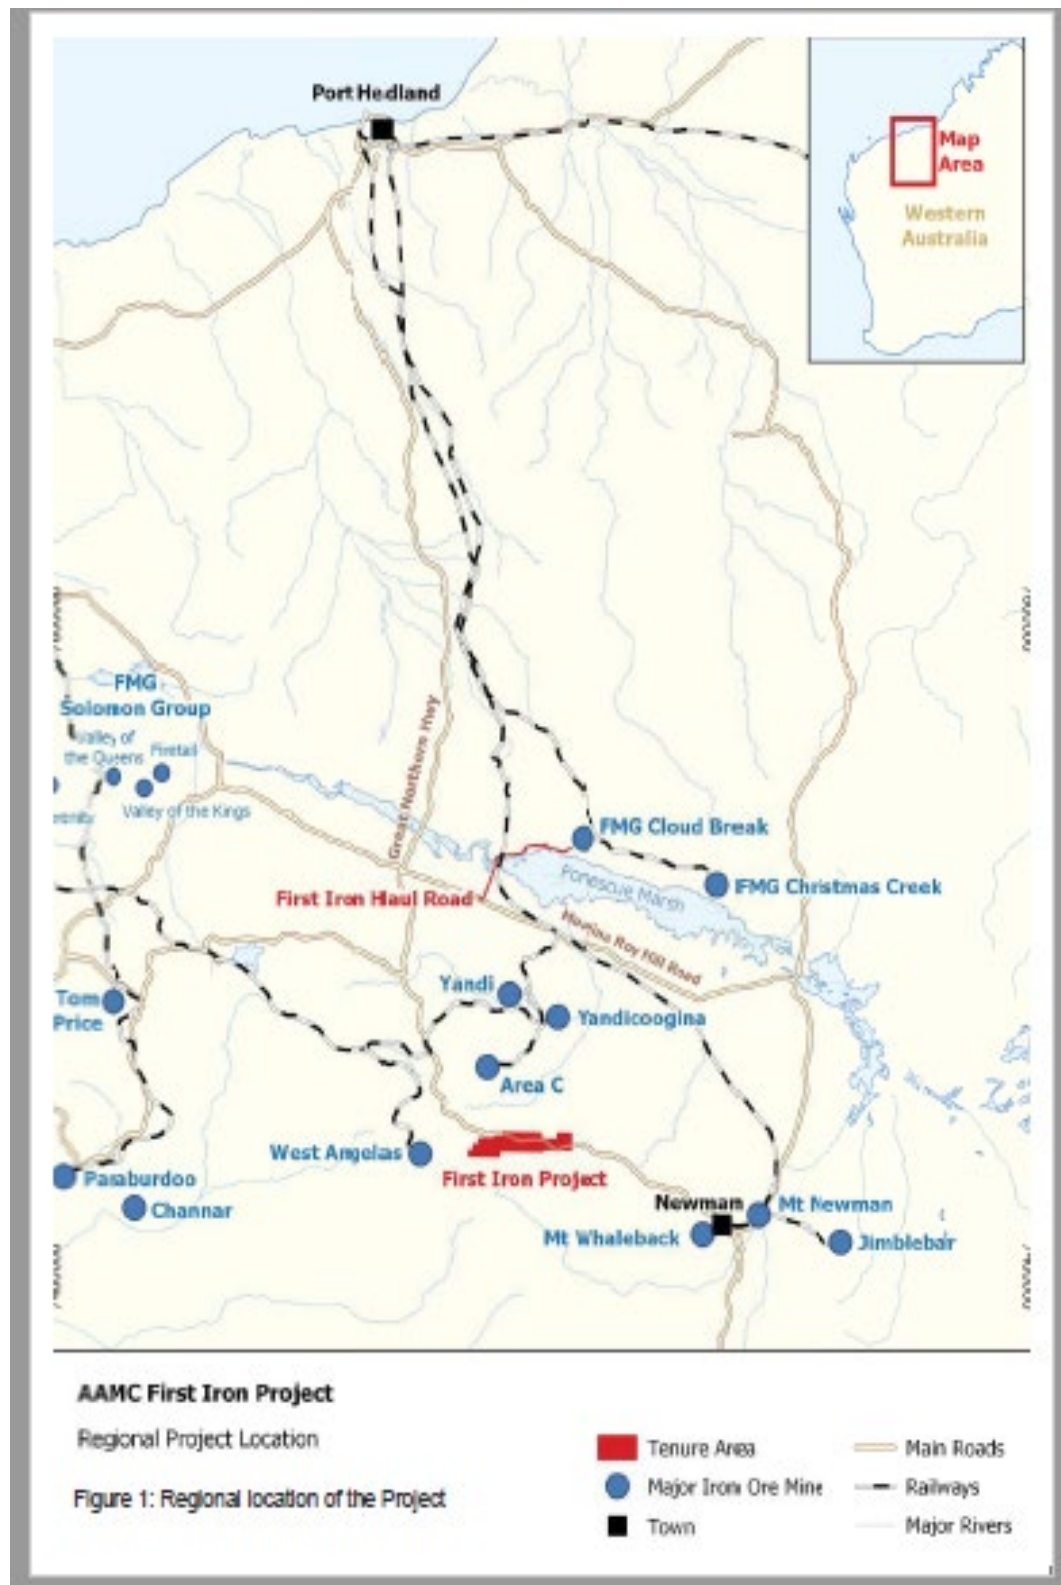 Port Hedland
Map
Area
Western
Australia
FMG
Solomon Group
Valley of
the Queens
Firetail
Valley of the Kings
Great Northern Hwy
FMG Cloud Break
Fortescue Marsh
FMG Christmas Creek
First Iron Haul Road
Marillana Roy Hill Road
Yandi
Yandicoogina
Tom
Price
Area C
West Angelas
First Iron Project
Paraburdoo
Channar
Newman
Mt Newman
Mt Whaleback
Jimblebar
AAMC First Iron Project
Regional Project Location
Figure 1: Regional location of the Project
Tenure Area
Major Iron Ore Mine
Town
Main Roads
Railways
Major Rivers